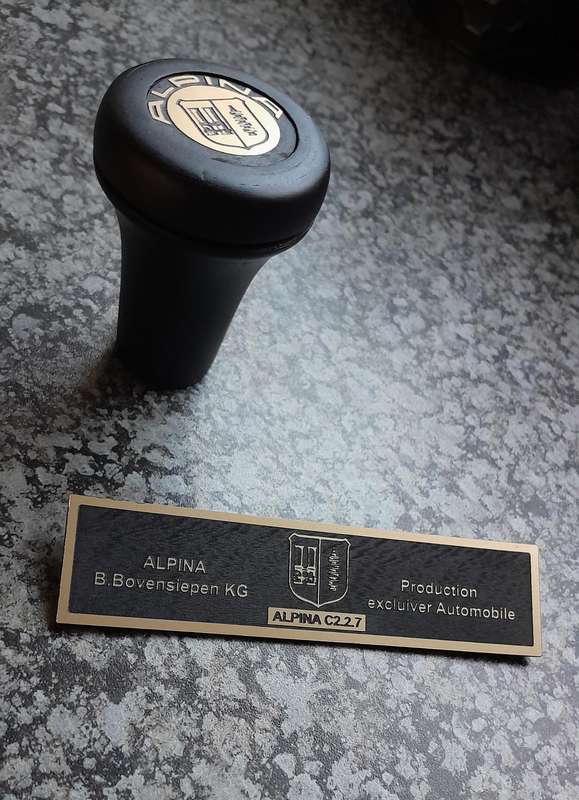 ALPINA
ALPINA
B.Bovensiepen KG
ALPINA C2.2.7
Production
excluiver Automobile